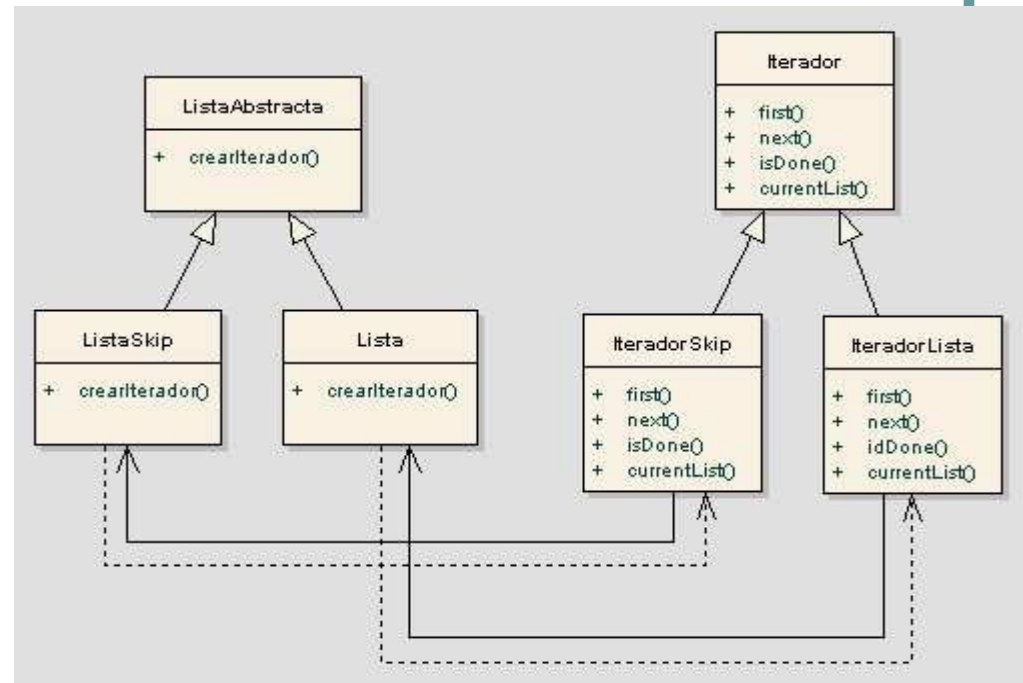 ListaAbstracta
+ crearIterador()
Iterador
+ first()
+ next()
+ isDone()
+ currentList()
ListaSkip
+ crearIterador()
Lista
+ crearIterador()
IteradorSkip
+ first()
+ next()
+ isDone()
+ currentList()
IteradorLista
+ first()
+ next()
+ idDone()
+ currentList()